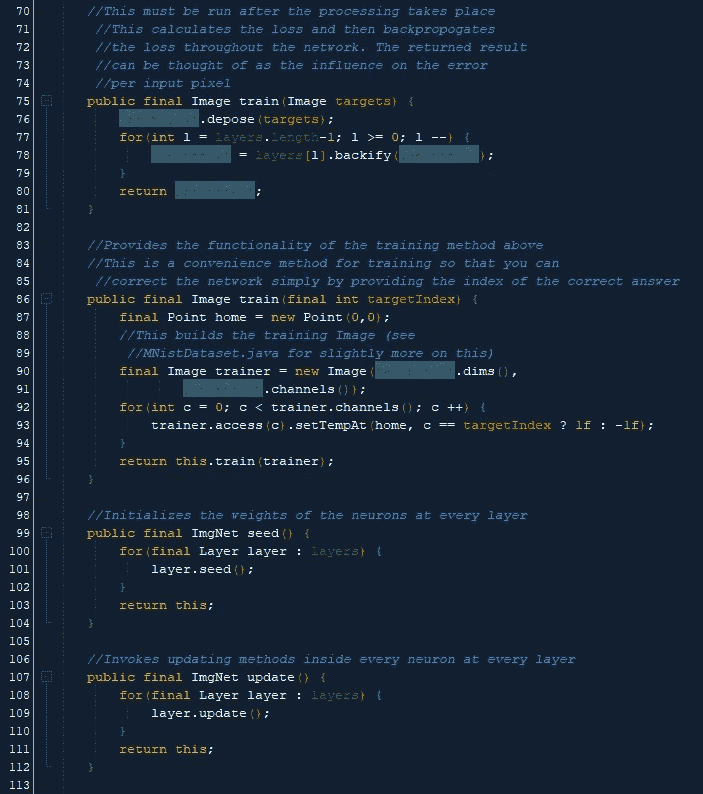 70 //This must be run after the processing takes place
71 //This calculates the loss and then backpropogates
72 //the loss throughout the network. The returned result
73 //can be thought of as the influence on the error
74 //per input pixel
75 public final Image train(Image targets) {
76 .depose(targets);
77 for(int l = layers.length-1; l >= 0; l --) {
78 = layers[l].backify( );
79 }
80 return ;
81 }
82
83 //Provides the functionality of the training method above
84 //This is a convenience method for training so that you can
85 //correct the network simply by providing the index of the correct answer
86 public final Image train(final int targetIndex) {
87 final Point home = new Point(0,0);
88 //This builds the training Image (see
89 //MNistDataset.java for slightly more on this)
90 final Image trainer = new Image( .dims(),
91 .channels());
92 for(int c = 0; c < trainer.channels(); c ++) {
93 trainer.access(c).setTempAt(home, c == targetIndex ? 1f : -1f);
94 }
95 return this.train(trainer);
96 }
97
98 //Initializes the weights of the neurons at every layer
99 public final ImgNet seed() {
100 for(final Layer layer : layers) {
101 layer.seed();
102 }
103 return this;
104 }
105
106 //Invokes updating methods inside every neuron at every layer
107 public final ImgNet update() {
108 for(final Layer layer : layers) {
109 layer.update();
110 }
111 return this;
112 }
113